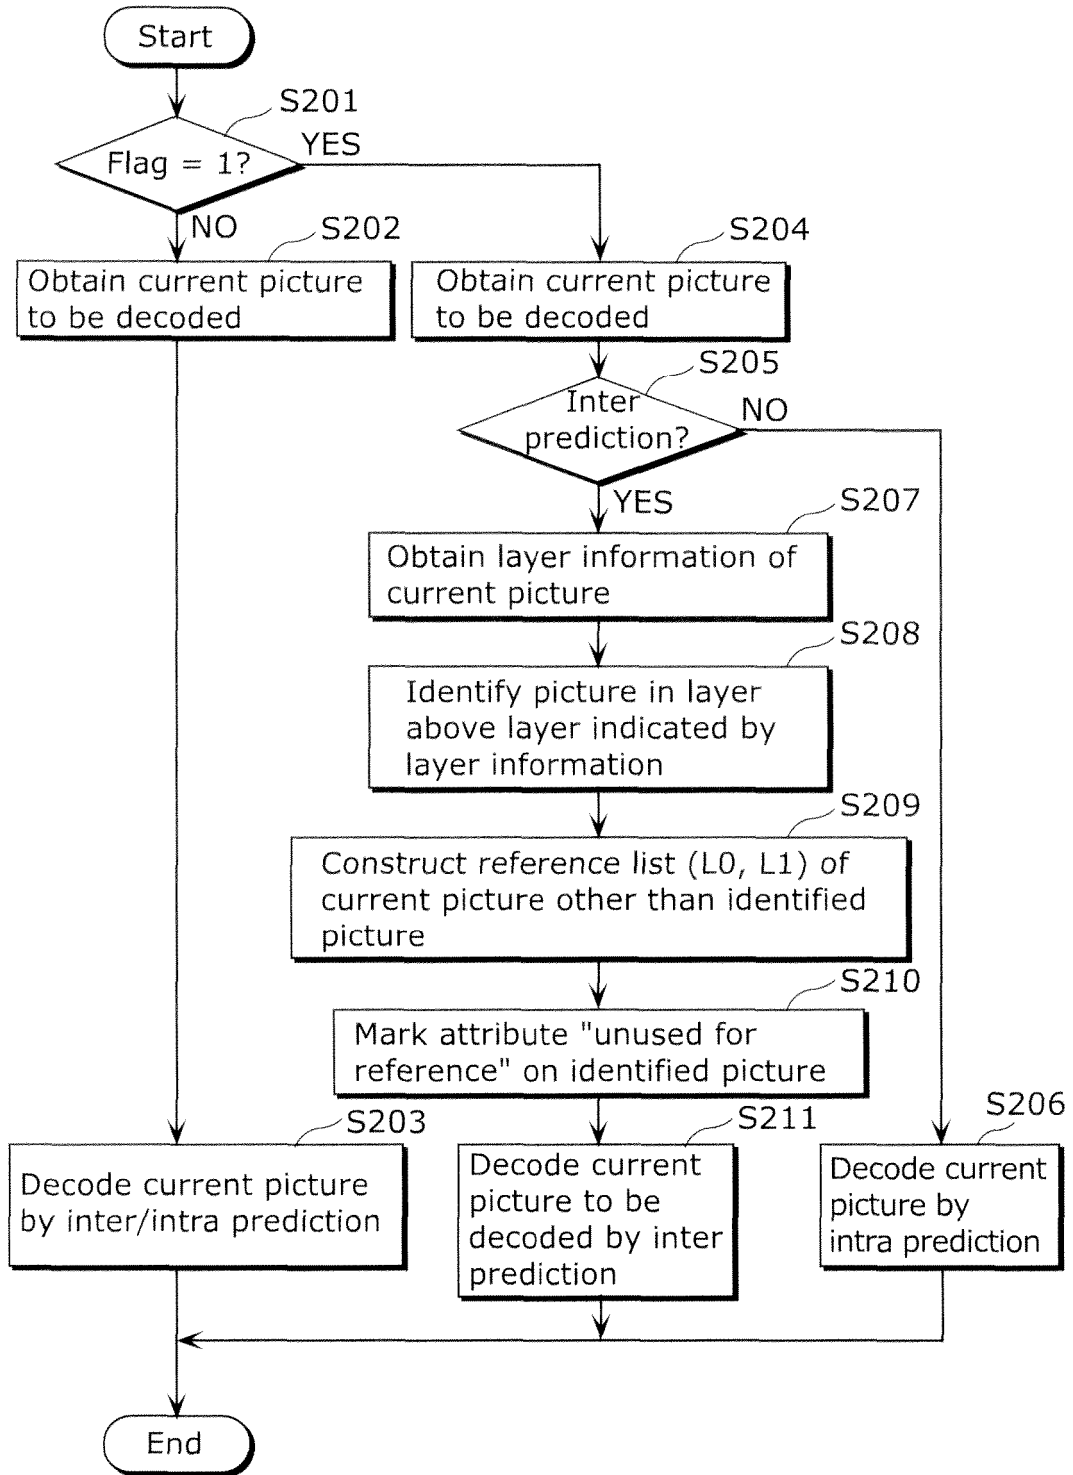 Start
S201
Flag = 1?
YES
NO
S202
Obtain current picture
to be decoded
S204
Obtain current picture
to be decoded
S205
Inter
prediction?
NO
YES
S207
Obtain layer information of
current picture
S208
Identify picture in layer
above layer indicated by
layer information
S209
Construct reference list (L0, L1) of
current picture other than identified
picture
S210
Mark attribute "unused for
reference" on identified picture
S203
Decode current picture
by inter/intra prediction
S211
Decode current
picture to be
decoded by inter
prediction
S206
Decode current
picture by
intra prediction
End